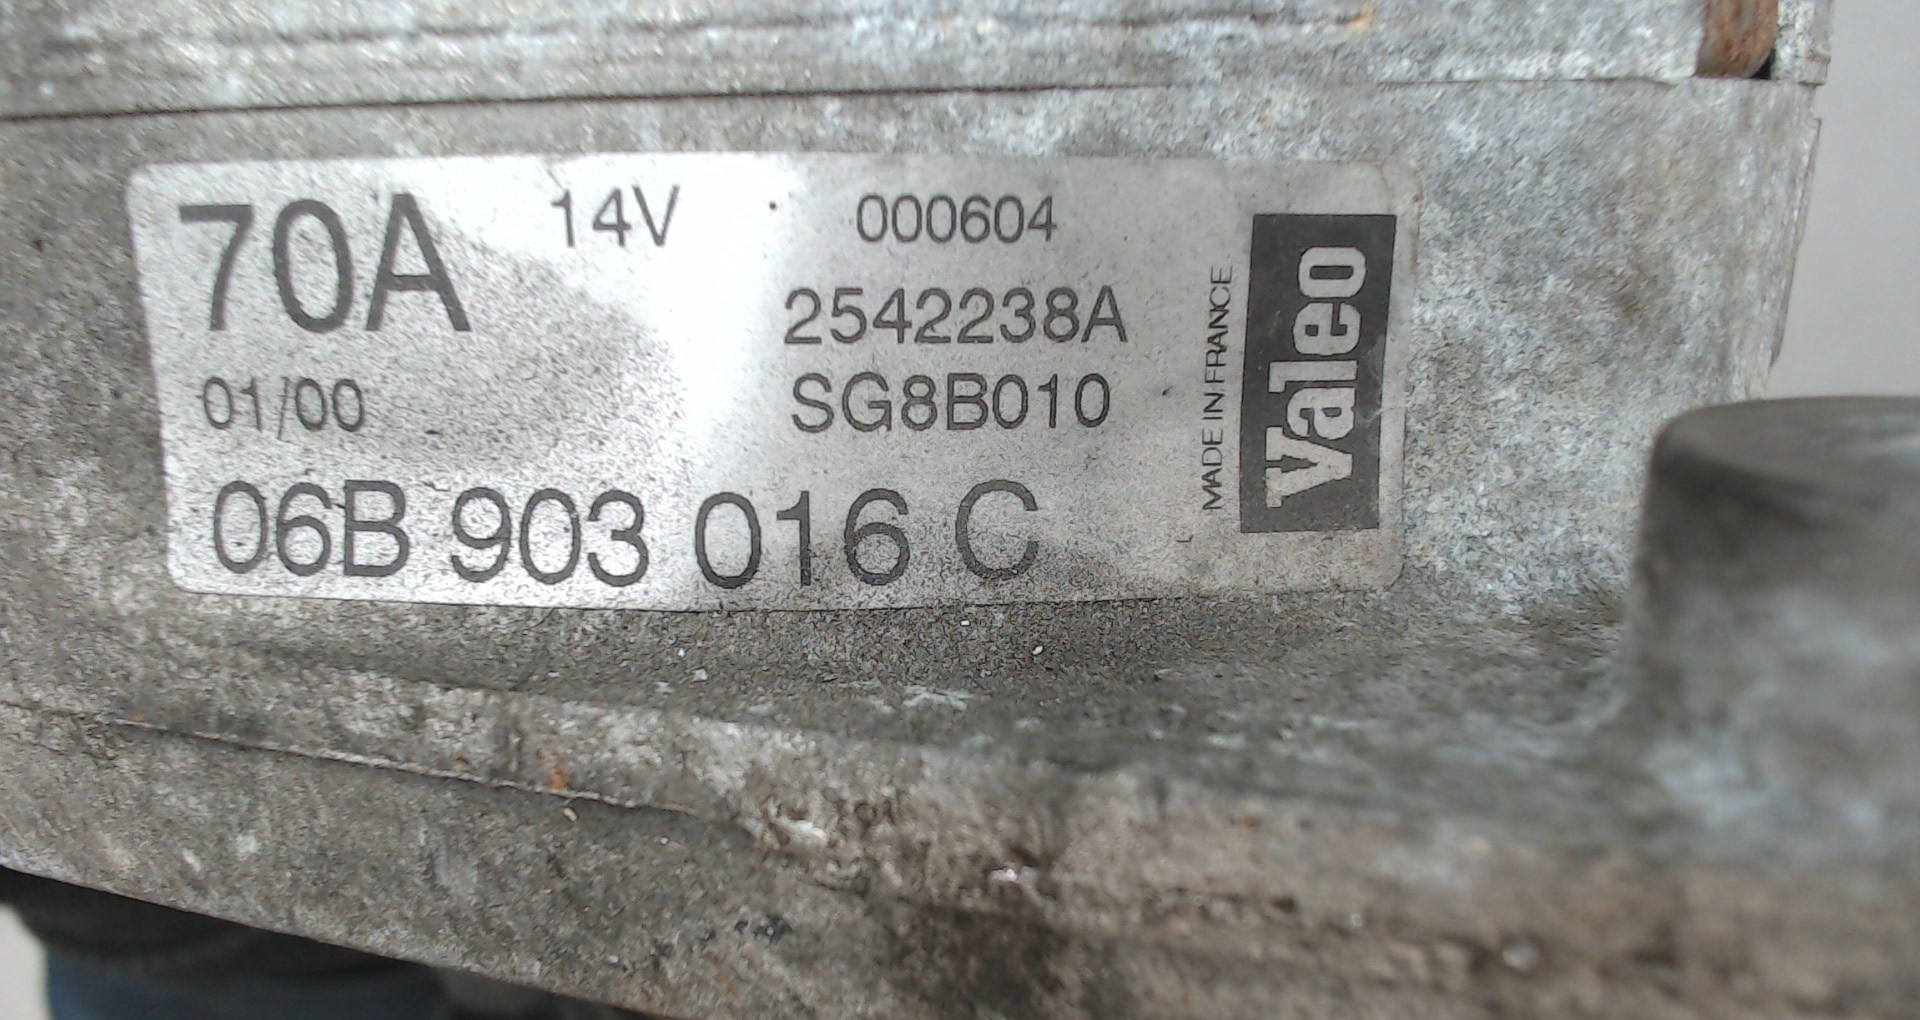 70A 14V 000604
2542238A
01/00 SG8B010
06B 903 016 C
MADE IN FRANCE
Valeo